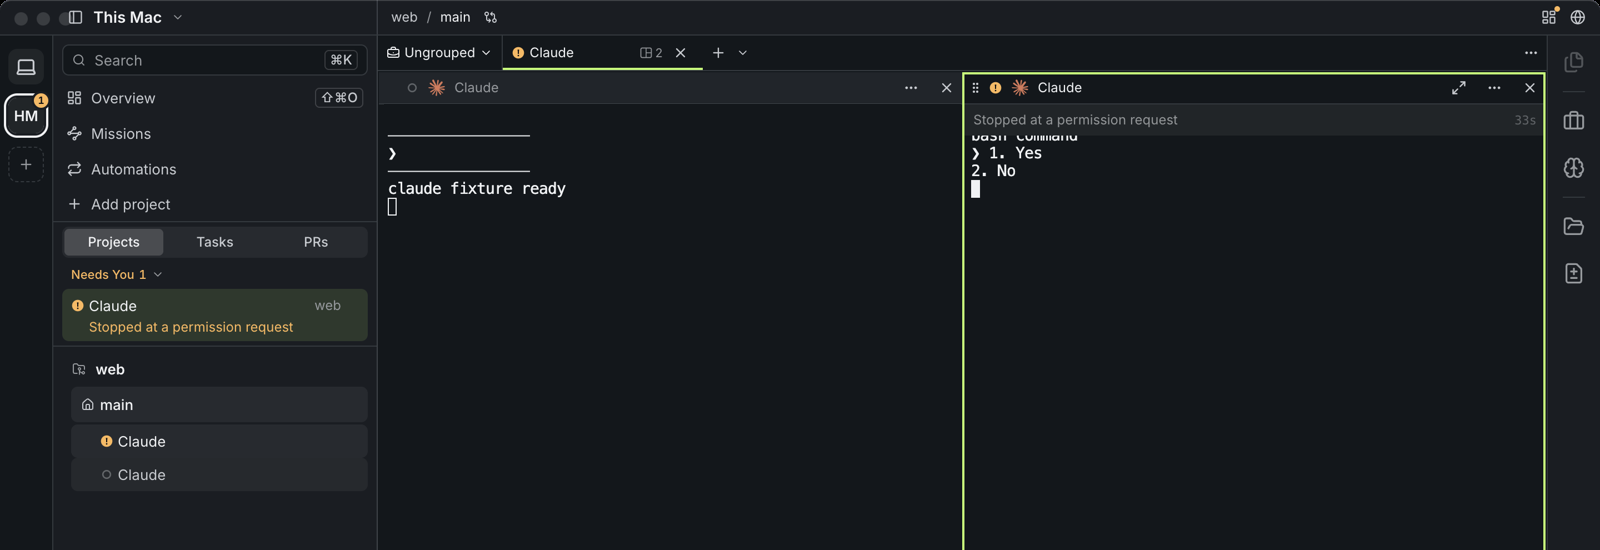 This Mac
web / main
Search ⌘K
HM 1
Overview ⇧⌘O
Missions
Automations
Add project
Projects Tasks PRs
Needs You 1
Claude web
Stopped at a permission request
web
main
Claude
Claude
Ungrouped
Claude 2
Claude
❯
claude fixture ready
Claude
Stopped at a permission request 33s
bash command
❯ 1. Yes
2. No